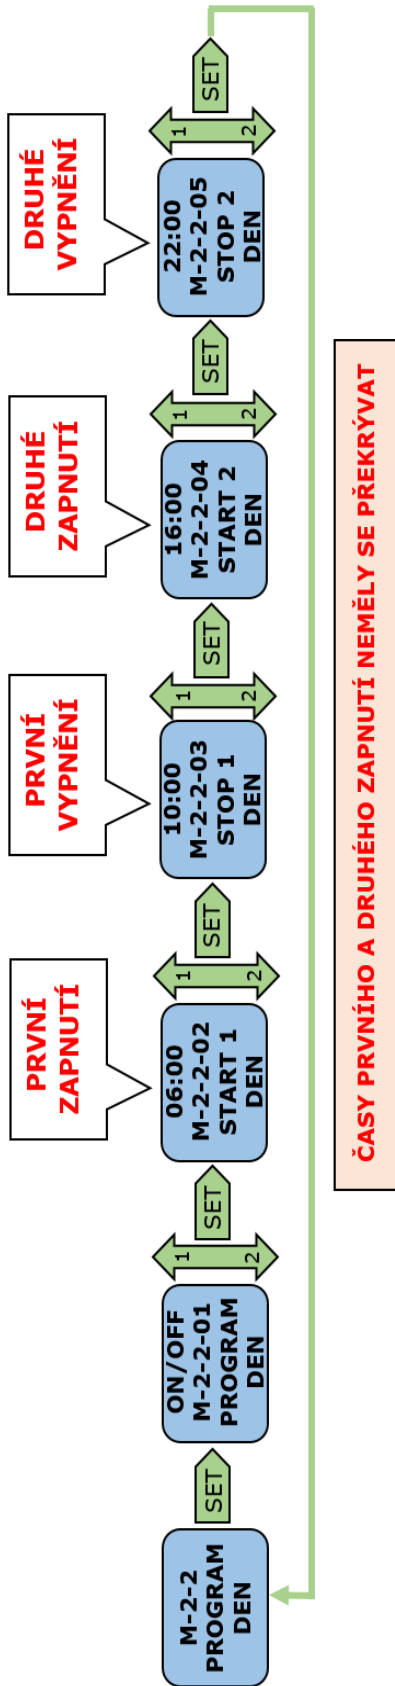 M-2-2
PROGRAM
DEN
SET
ON/OFF
M-2-2-01
PROGRAM
DEN
1
2
SET
PRVNÍ
ZAPNUTÍ
06:00
M-2-2-02
START 1
DEN
1
2
SET
PRVNÍ
VYPNĚNÍ
10:00
M-2-2-03
STOP 1
DEN
1
2
SET
DRUHÉ
ZAPNUTÍ
16:00
M-2-2-04
START 2
DEN
1
2
SET
DRUHÉ
VYPNĚNÍ
22:00
M-2-2-05
STOP 2
DEN
1
2
SET
ČASY PRVNÍHO A DRUHÉHO ZAPNUTÍ NEMĚLY SE PŘEKRÝVAT